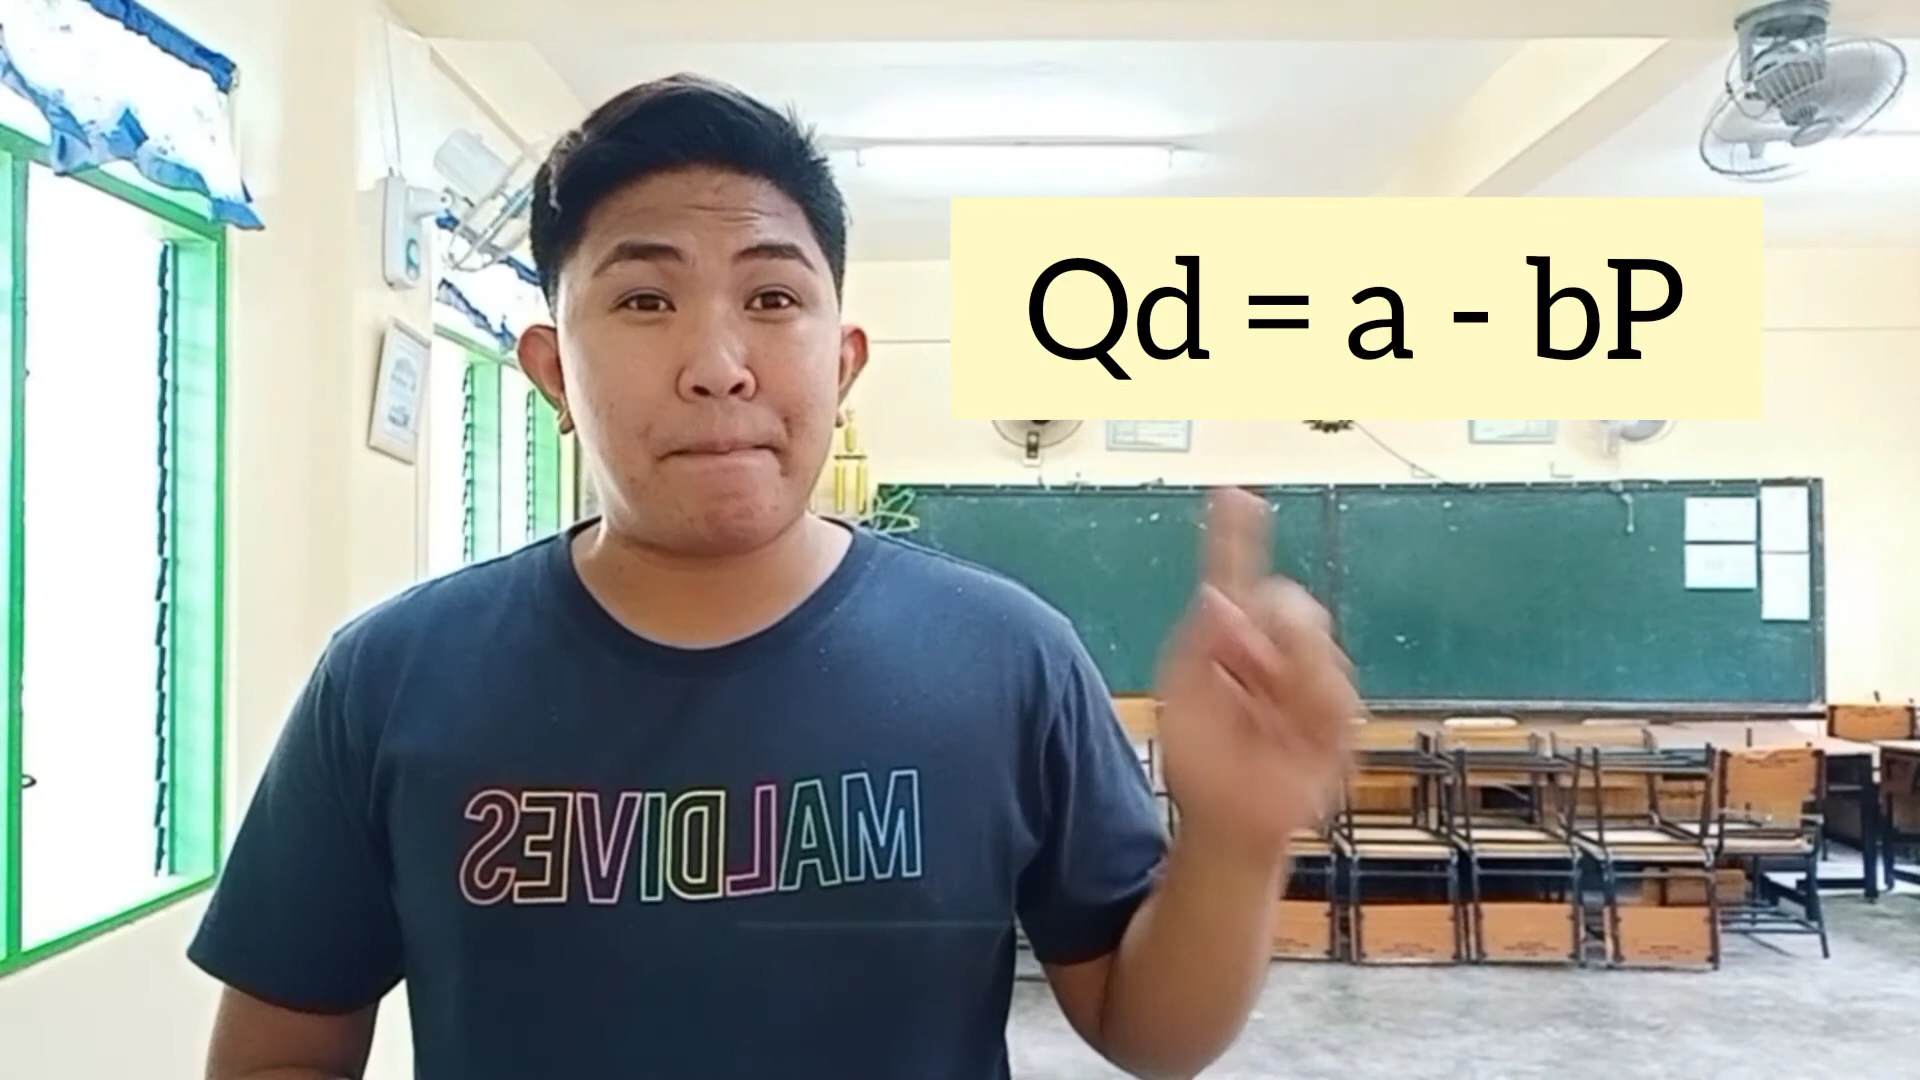 Qd = a - bP
MALDIVES